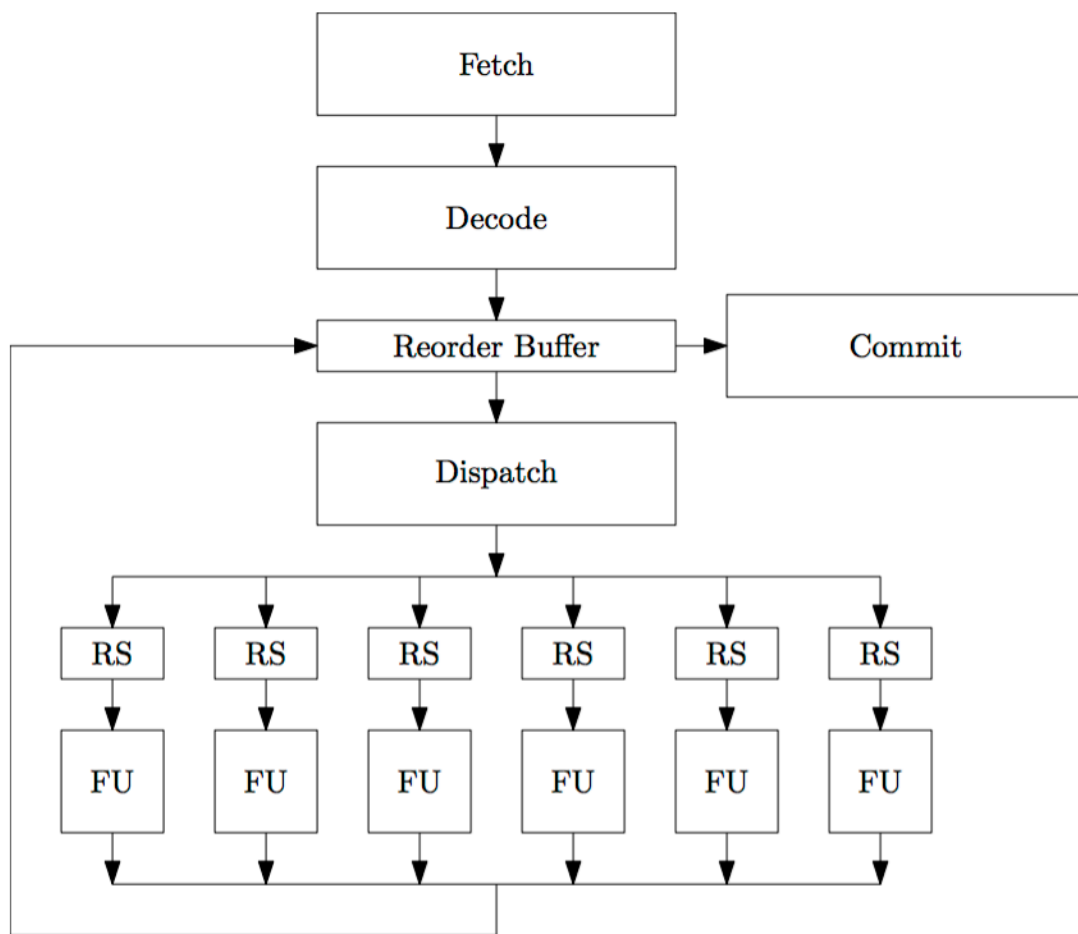 Fetch
Decode
Reorder Buffer
Commit
Dispatch
RS
RS
RS
RS
RS
RS
FU
FU
FU
FU
FU
FU